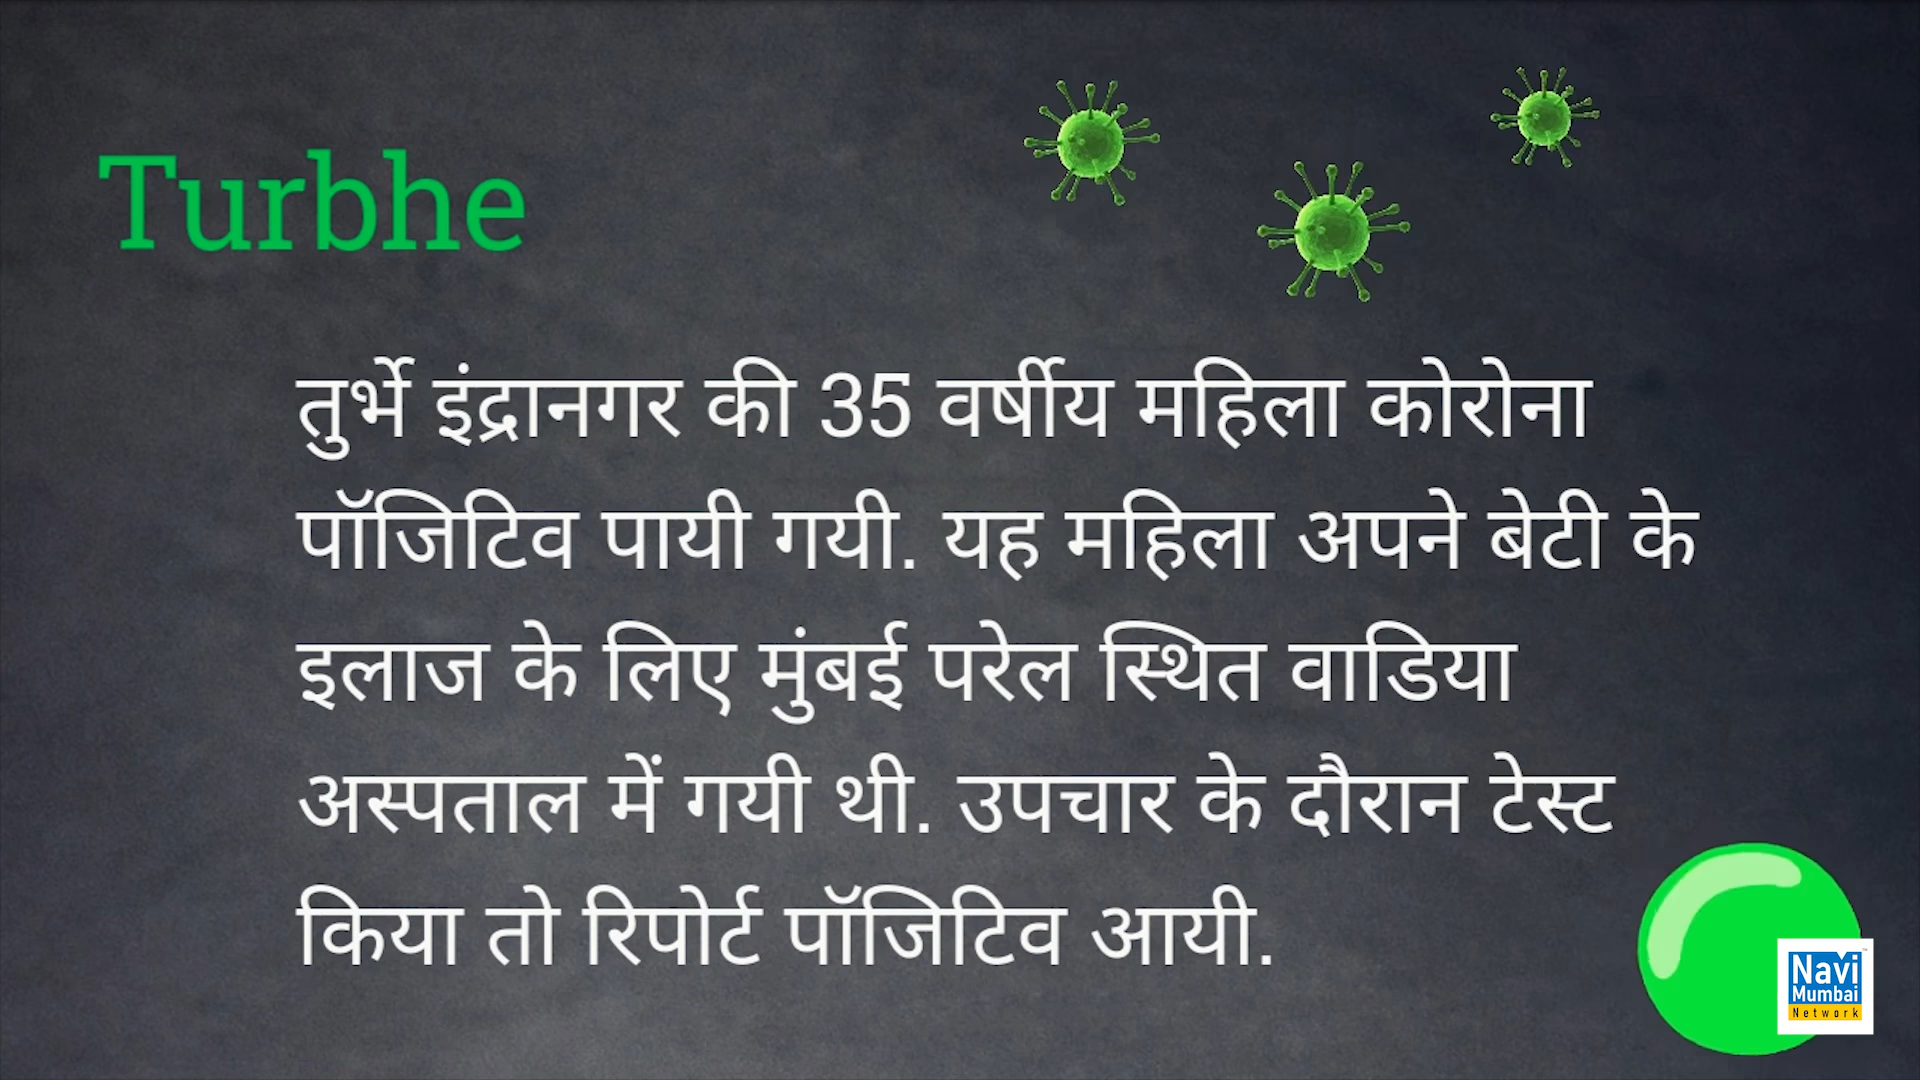 Turbhe
तुर्भे इंद्रानगर की 35 वर्षीय महिला कोरोना
पॉजिटिव पायी गयी. यह महिला अपने बेटी के
इलाज के लिए मुंबई परेल स्थित वाडिया
अस्पताल में गयी थी. उपचार के दौरान टेस्ट
किया तो रिपोर्ट पॉजिटिव आयी.
Navi
Mumbai
Network